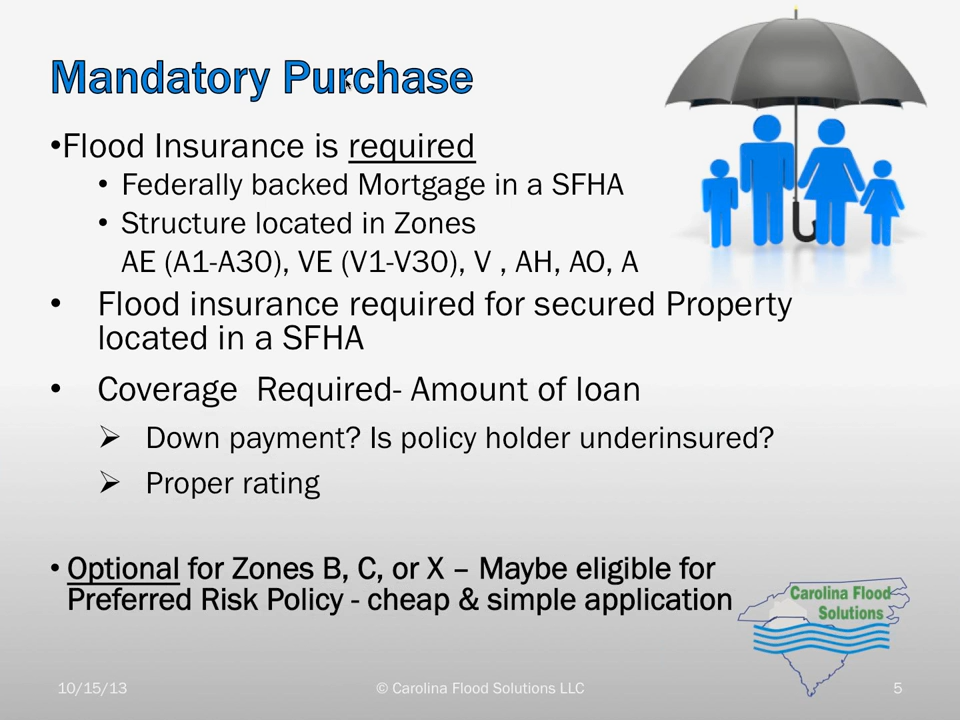 Mandatory Purchase
•Flood Insurance is required
• Federally backed Mortgage in a SFHA
• Structure located in Zones
AE (A1-A30), VE (V1-V30), V , AH, AO, A
• Flood insurance required for secured Property
located in a SFHA
• Coverage  Required- Amount of loan
➢ Down payment? Is policy holder underinsured?
➢ Proper rating
• Optional for Zones B, C, or X – Maybe eligible for
Preferred Risk Policy - cheap & simple application
Carolina Flood
Solutions
10/15/13
© Carolina Flood Solutions LLC
5